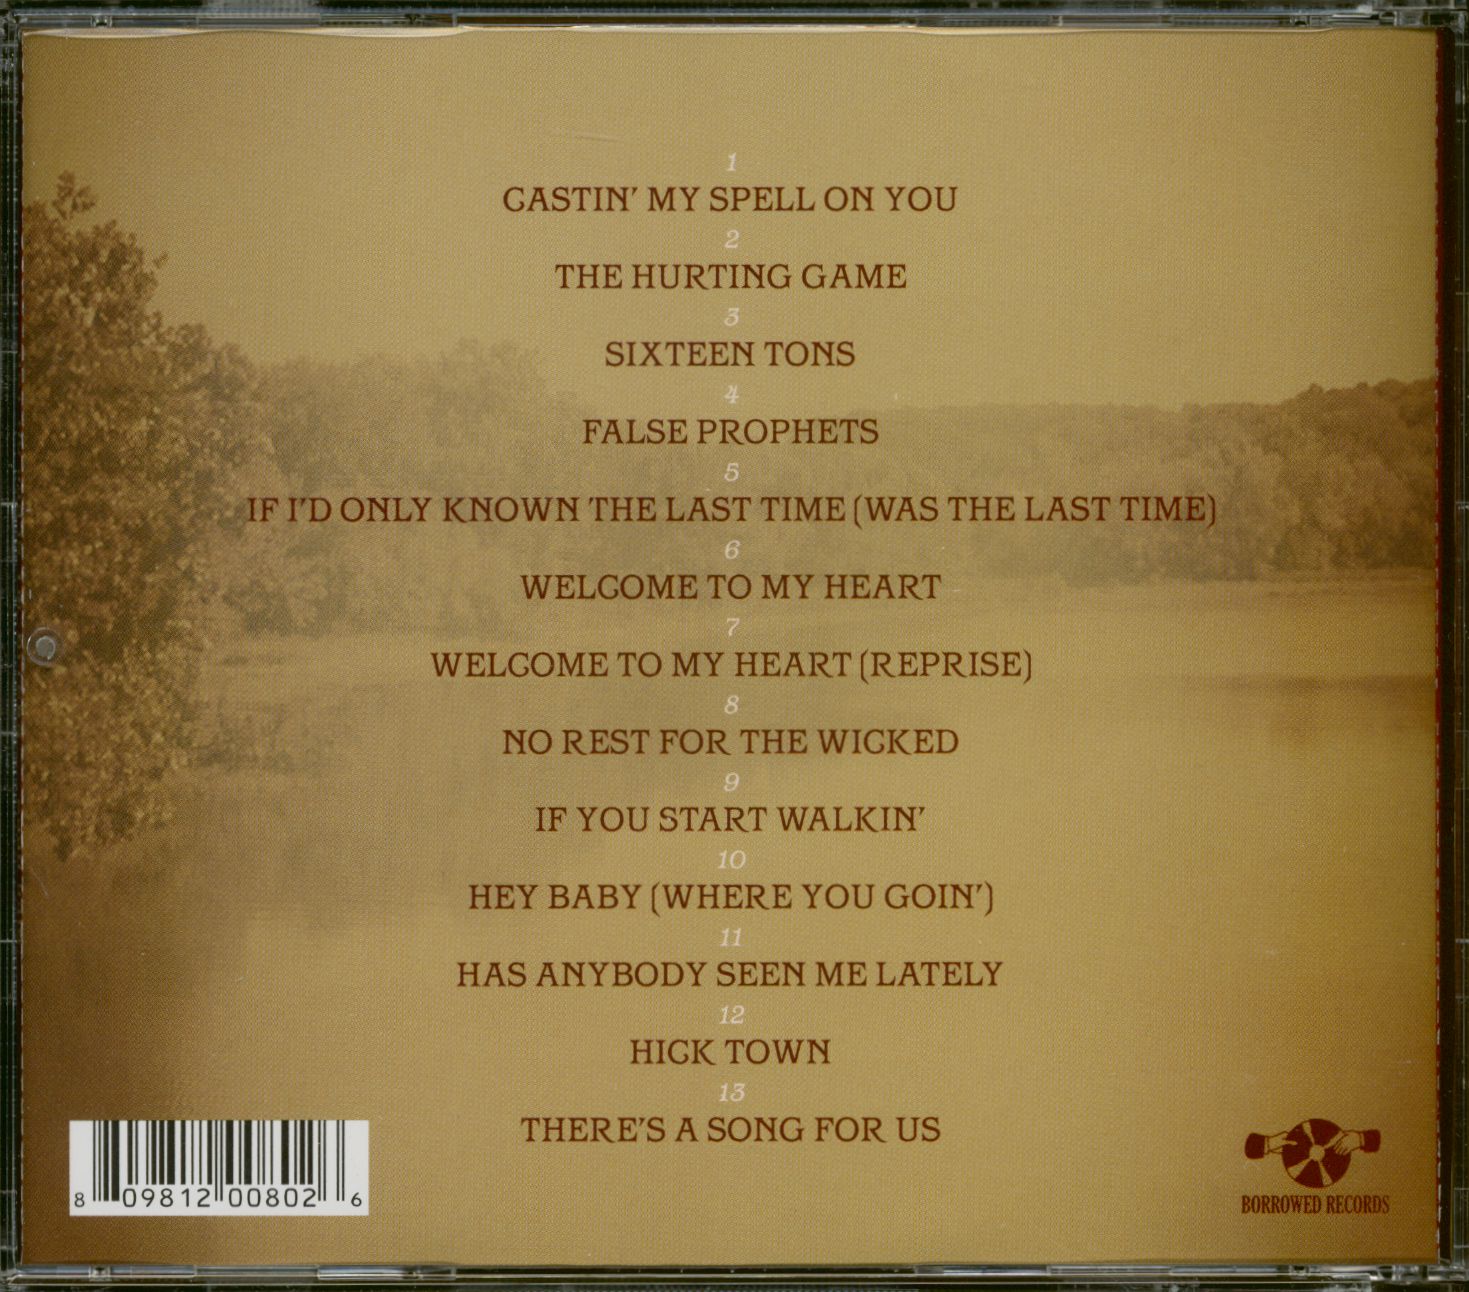 1
CASTIN' MY SPELL ON YOU
2
THE HURTING GAME
3
SIXTEEN TONS
4
FALSE PROPHETS
5
IF I'D ONLY KNOWN THE LAST TIME (WAS THE LAST TIME)
6
WELCOME TO MY HEART
7
WELCOME TO MY HEART (REPRISE)
8
NO REST FOR THE WICKED
9
IF YOU START WALKIN'
10
HEY BABY (WHERE YOU GOIN')
11
HAS ANYBODY SEEN ME LATELY
12
HICK TOWN
13
THERE'S A SONG FOR US
8 09812 00802 6
BORROWED RECORDS